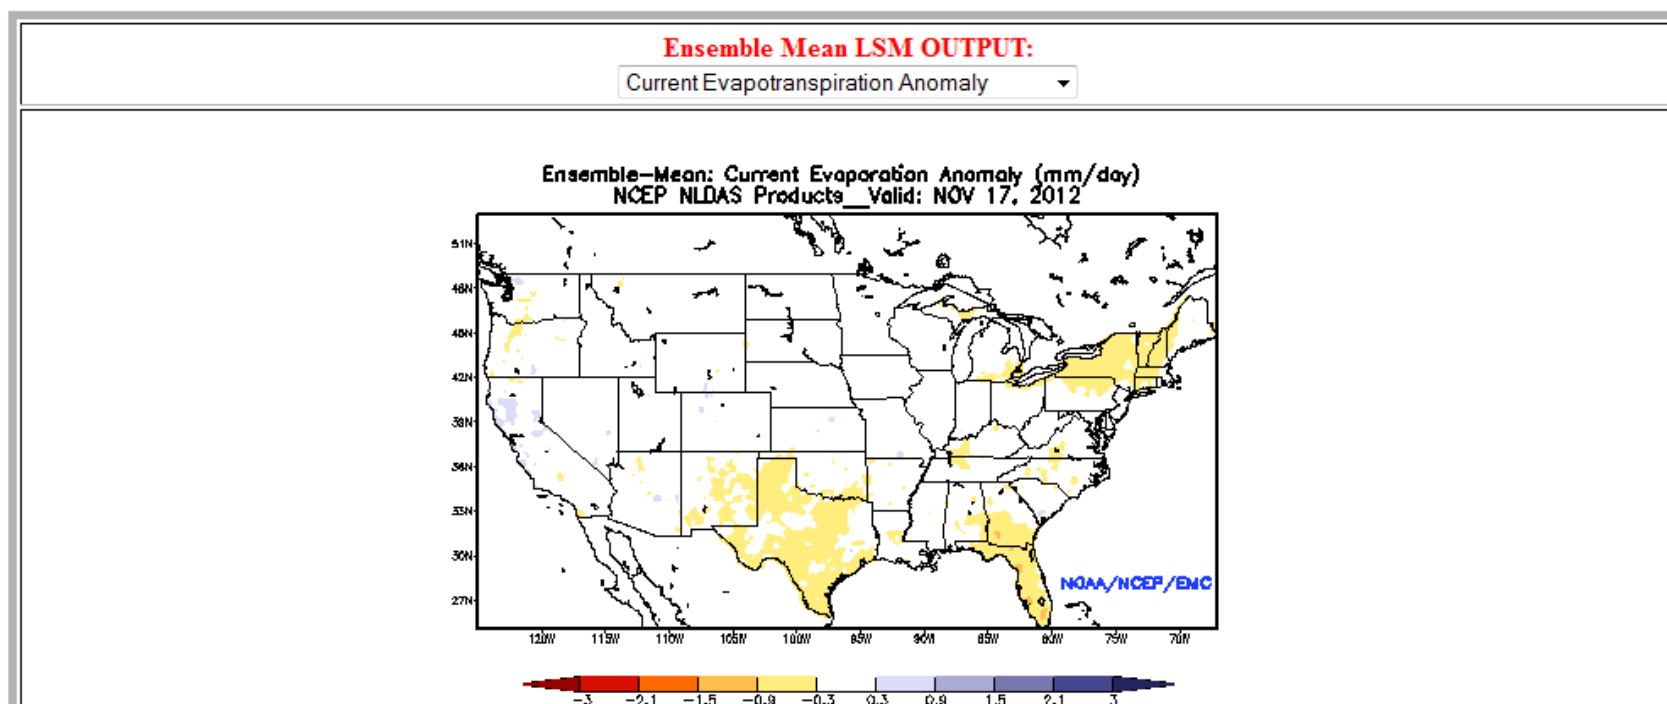 Ensemble Mean LSM OUTPUT:
Current Evapotranspiration Anomaly
Ensemble-Mean: Current Evaporation Anomaly (mm/day)
NCEP NLDAS Products__Valid: NOV 17, 2012
51N
48N
45N
42N
39N
36N
33N
30N
27N
NOAA/NCEP/EMC
120W 115W 110W 105W 100W 95W 90W 85W 80W 75W 70W
-3 -2.1 -1.5 -0.9 -0.3 0.3 0.9 1.5 2.1 3